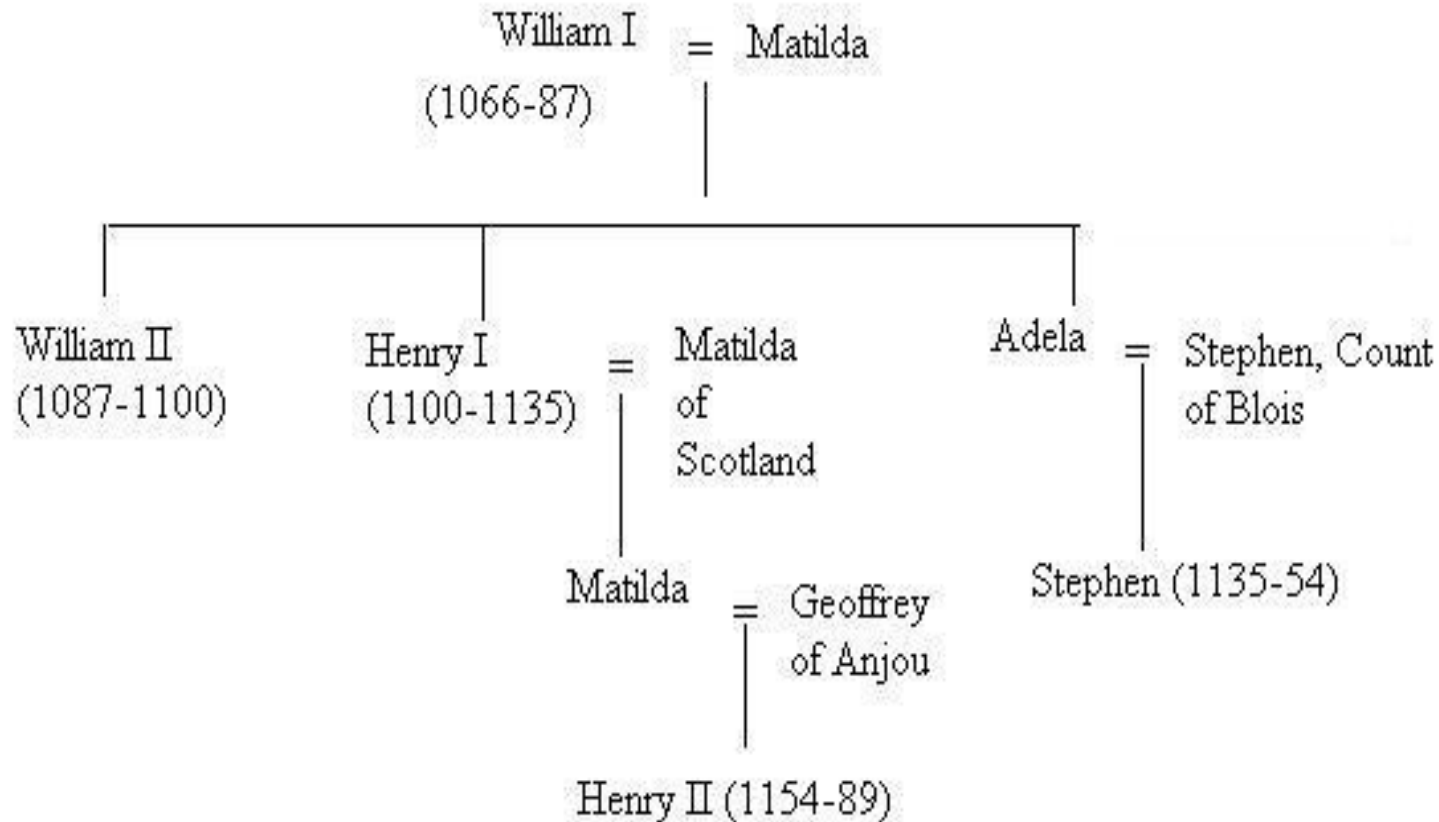 William I = Matilda
(1066-87)
William II
(1087-1100)
Henry I
(1100-1135)
=
Matilda
of
Scotland
Adela = Stephen, Count
of Blois
Matilda = Geoffrey
of Anjou
Stephen (1135-54)
Henry II (1154-89)